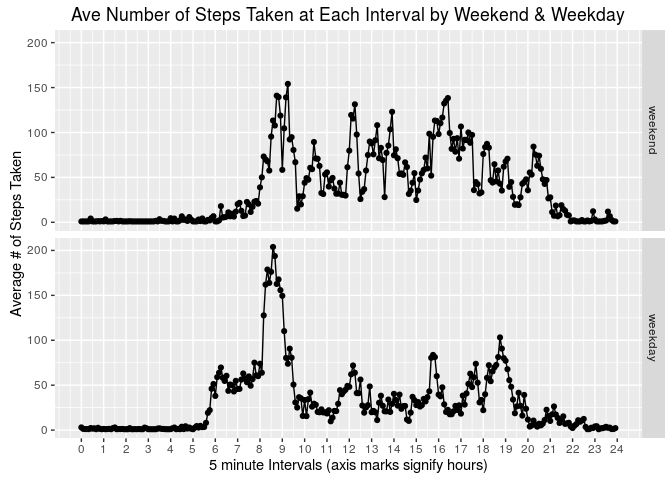 Ave Number of Steps Taken at Each Interval by Weekend & Weekday
200
150
100
50
0
weekend
200
150
100
50
0
weekday
Average # of Steps Taken
0 1 2 3 4 5 6 7 8 9 10 11 12 13 14 15 16 17 18 19 20 21 22 23 24
5 minute Intervals (axis marks signify hours)